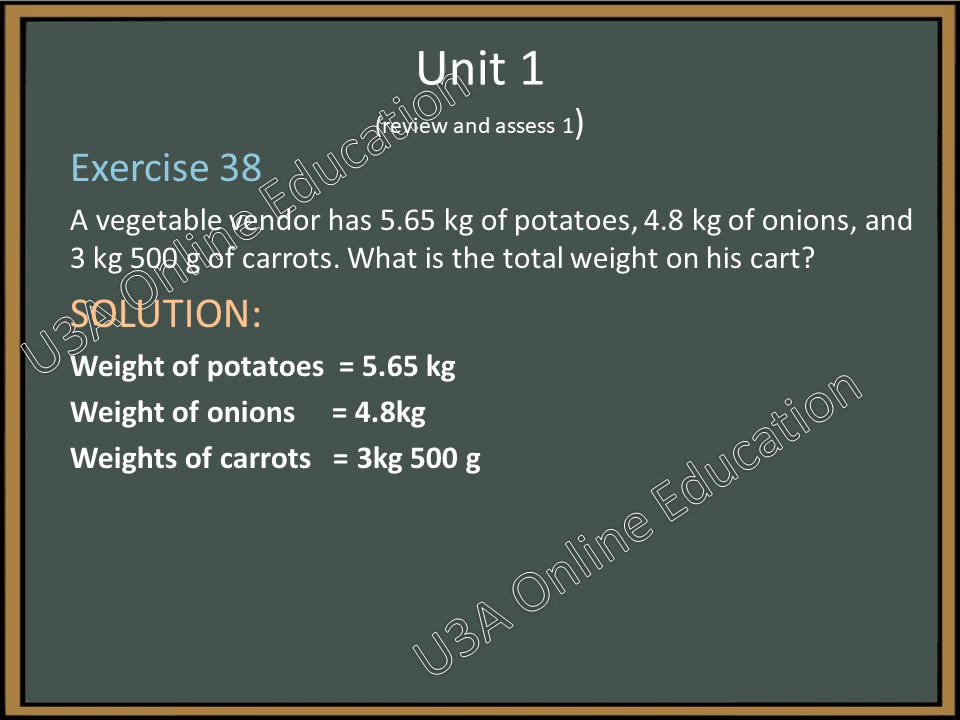 Unit 1
(review and assess 1)
Exercise 38
A vegetable vendor has 5.65 kg of potatoes, 4.8 kg of onions, and
3 kg 500 g of carrots. What is the total weight on his cart?
SOLUTION:
Weight of potatoes = 5.65 kg
Weight of onions = 4.8kg
Weights of carrots = 3kg 500 g
U3A Online Education
U3A Online Education